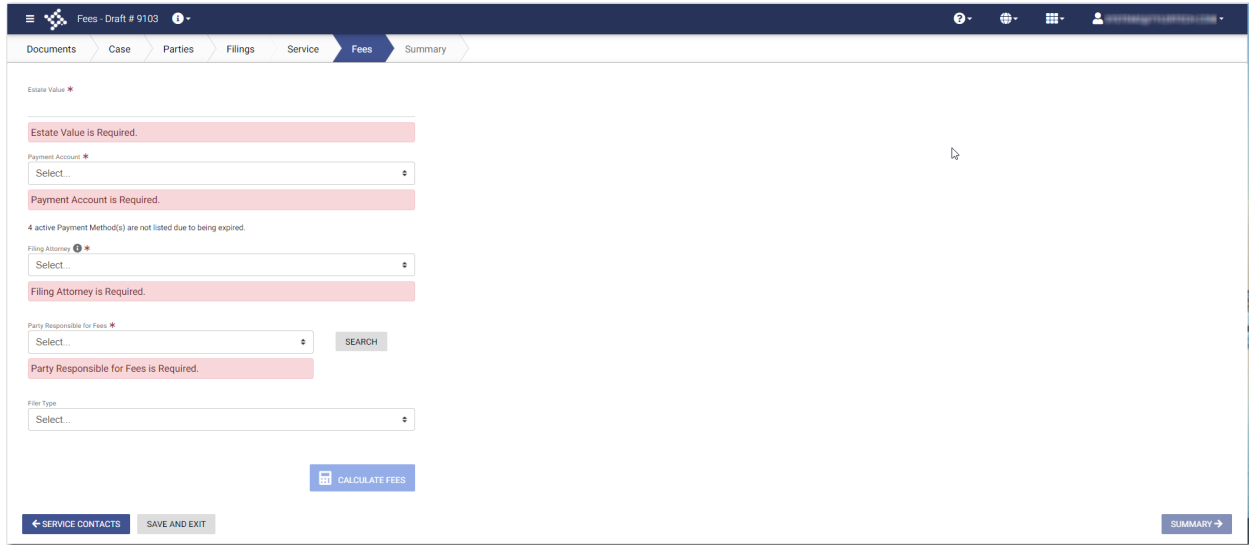 Fees - Draft # 9103
Documents Case Parties Filings Service Fees Summary
Estate Value *
Estate Value is Required.
Payment Account *
Select...
Payment Account is Required.
4 active Payment Method(s) are not listed due to being expired.
Filing Attorney *
Select...
Filing Attorney is Required.
Party Responsible for Fees *
Select... SEARCH
Party Responsible for Fees is Required.
Filer Type
Select...
CALCULATE FEES
SERVICE CONTACTS SAVE AND EXIT SUMMARY